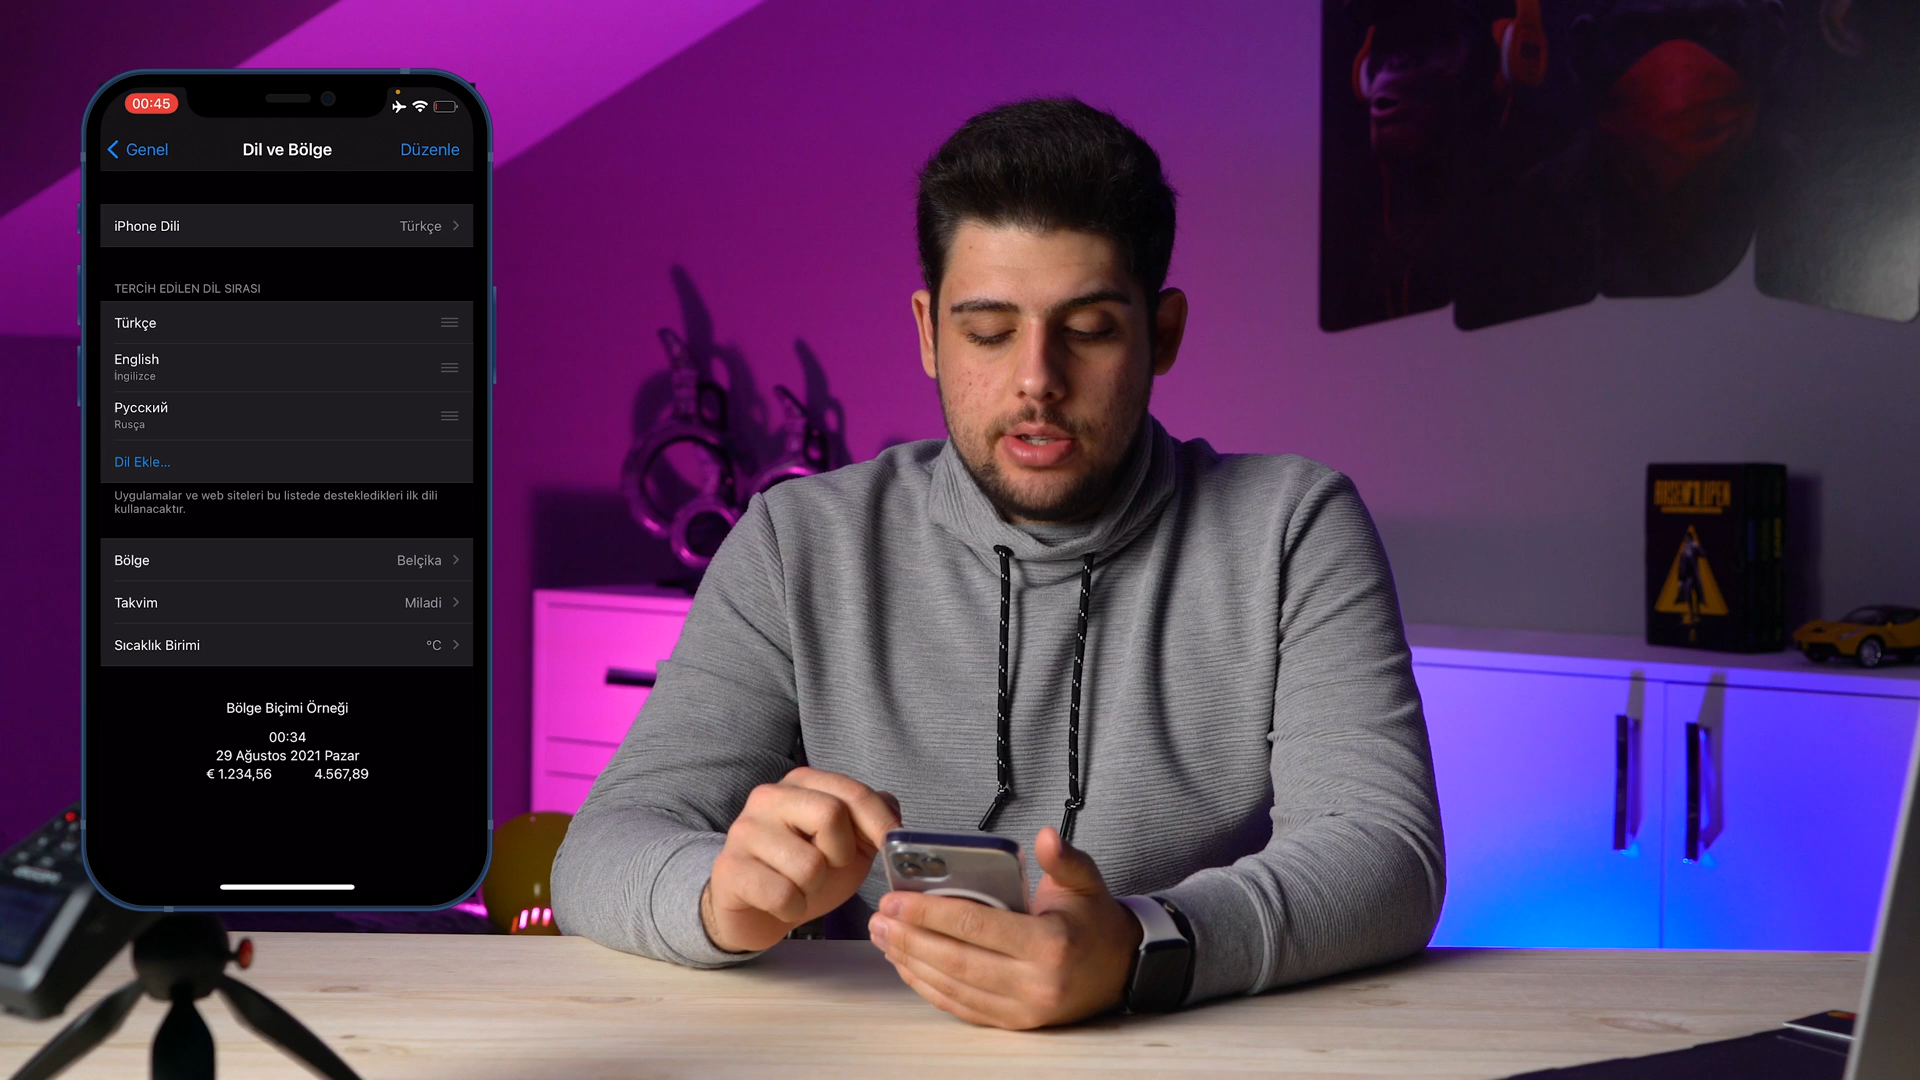 00:45
Genel
Dil ve Bölge
Düzenle
iPhone Dili
Türkçe
TERCİH EDİLEN DİL SIRASI
Türkçe
English
İngilizce
Русский
Rusça
Dil Ekle...
Uygulamalar ve web siteleri bu listede destekledikleri ilk dili
kullanacaktır.
Bölge
Belçika
Takvim
Miladi
Sıcaklık Birimi
°C
Bölge Biçimi Örneği
00:34
29 Ağustos 2021 Pazar
€ 1.234,56
4.567,89